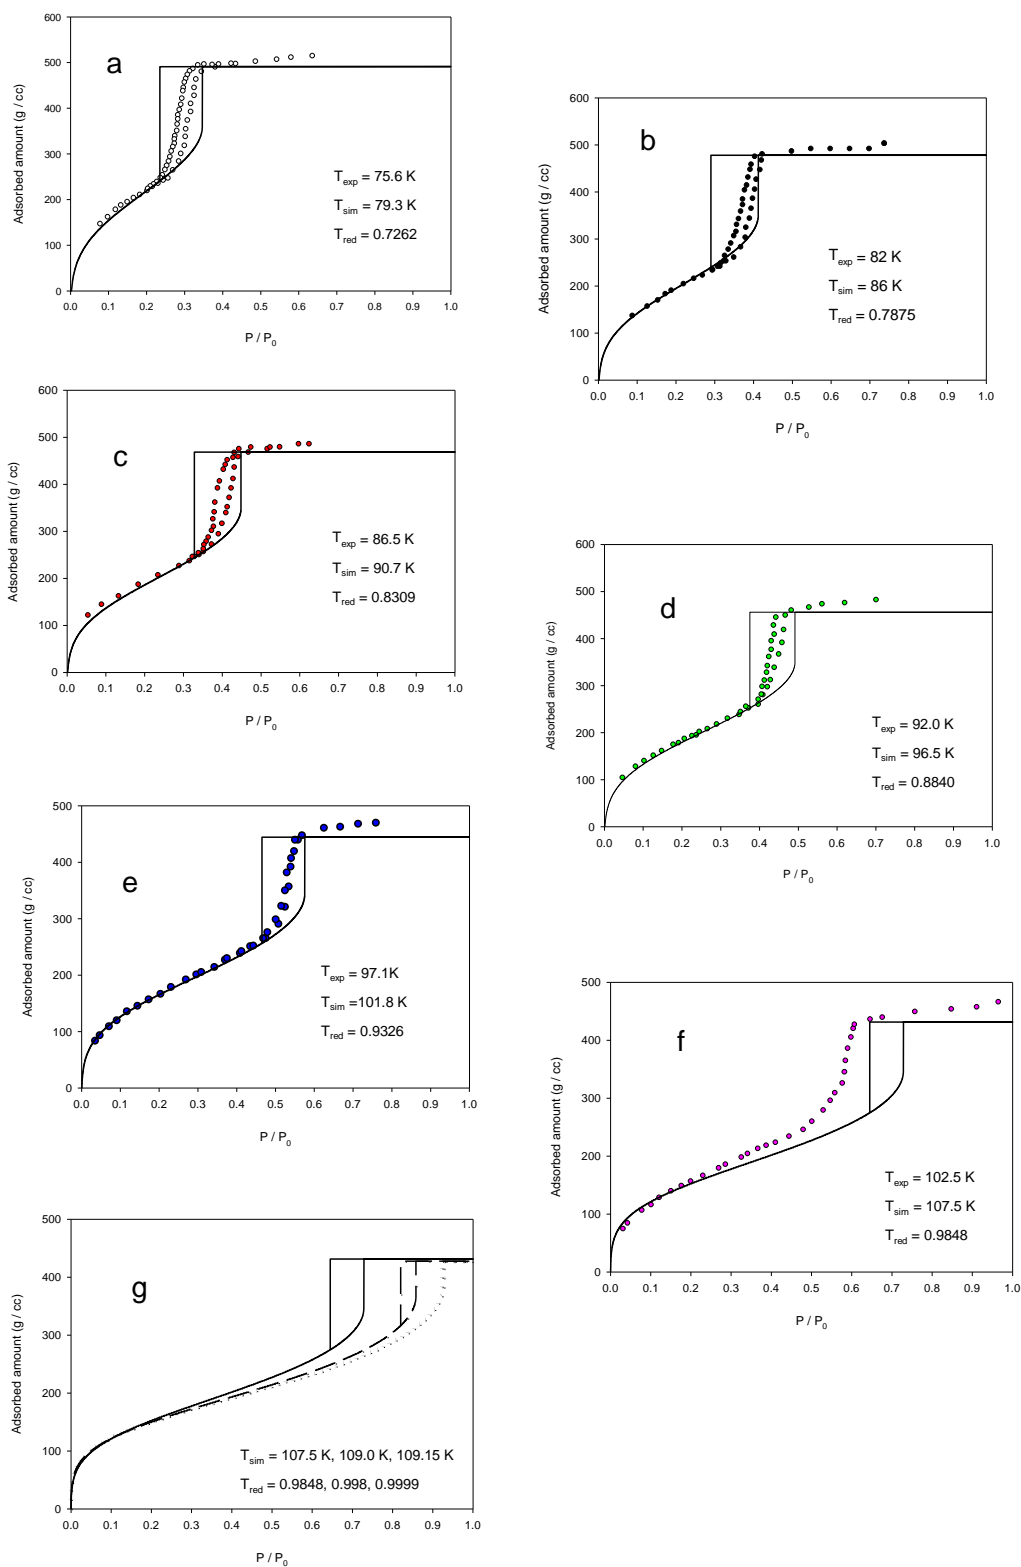 600
500
400
300
200
100
0
Adsorbed amount (g / cc)
a
T_exp = 75.6 K
T_sim = 79.3 K
T_red = 0.7262
0.0 0.1 0.2 0.3 0.4 0.5 0.6 0.7 0.8 0.9 1.0
P / P_0
600
500
400
300
200
100
0
Adsorbed amount (g / cc)
b
T_exp = 82 K
T_sim = 86 K
T_red = 0.7875
0.0 0.1 0.2 0.3 0.4 0.5 0.6 0.7 0.8 0.9 1.0
P / P_0
600
500
400
300
200
100
0
Adsorbed amount (g / cc)
c
T_exp = 86.5 K
T_sim = 90.7 K
T_red = 0.8309
0.0 0.1 0.2 0.3 0.4 0.5 0.6 0.7 0.8 0.9 1.0
P / P_0
600
500
400
300
200
100
0
Adsorbed amount (g / cc)
d
T_exp = 92.0 K
T_sim = 96.5 K
T_red = 0.8840
0.0 0.1 0.2 0.3 0.4 0.5 0.6 0.7 0.8 0.9 1.0
P / P_0
500
400
300
200
100
0
Adsorbed amount (g / cc)
e
T_exp = 97.1K
T_sim =101.8 K
T_red = 0.9326
0.0 0.1 0.2 0.3 0.4 0.5 0.6 0.7 0.8 0.9 1.0
P / P_0
500
400
300
200
100
0
Adsorbed amount (g / cc)
f
T_exp = 102.5 K
T_sim = 107.5 K
T_red = 0.9848
0.0 0.1 0.2 0.3 0.4 0.5 0.6 0.7 0.8 0.9 1.0
P / P_0
500
400
300
200
100
0
Adsorbed amount (g / cc)
g
T_sim = 107.5 K, 109.0 K, 109.15 K
T_red = 0.9848, 0.998, 0.9999
0.0 0.1 0.2 0.3 0.4 0.5 0.6 0.7 0.8 0.9 1.0
P / P_0